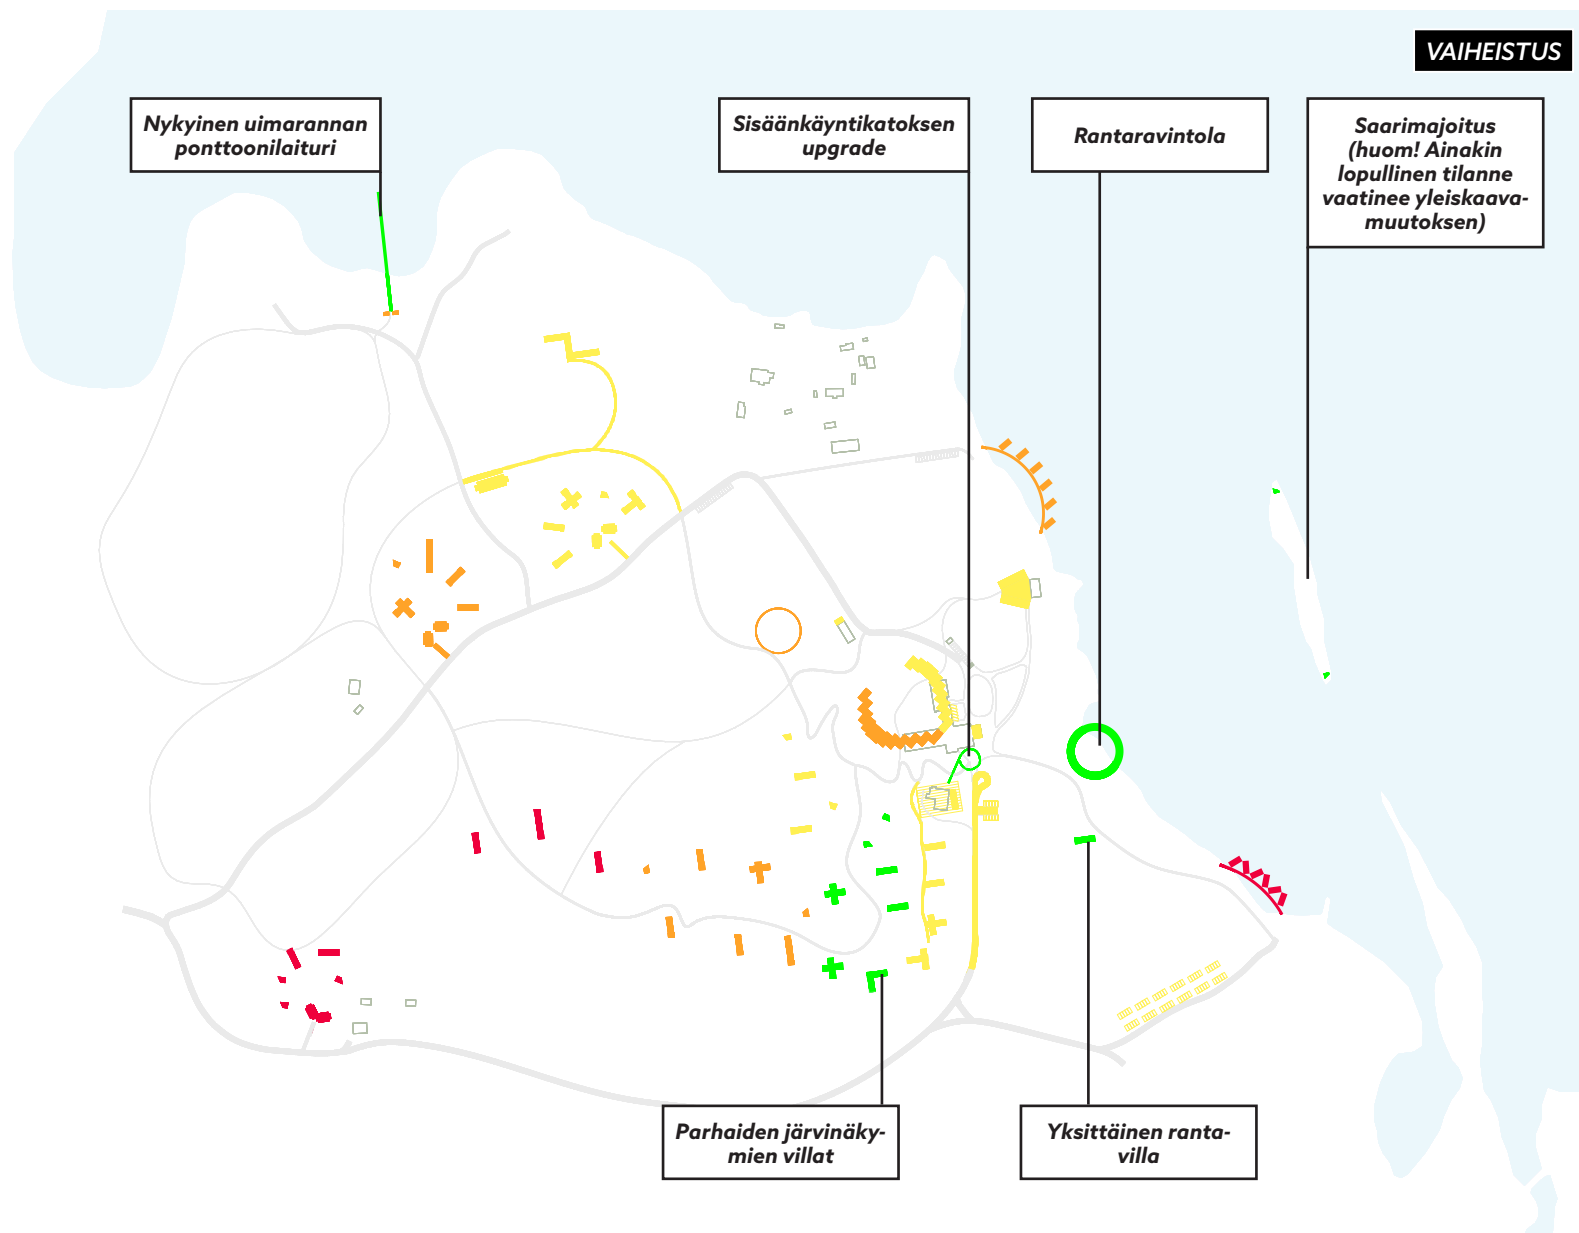 VAIHEISTUS
Nykyinen uimarannan
ponttoonilaituri
Sisäänkäyntikatoksen
upgrade
Rantaravintola
Saarimajoitus
(huom! Ainakin
lopullinen tilanne
vaatinee yleiskaava-
muutoksen)
Parhaiden järvinäky-
mien villat
Yksittäinen ranta-
villa